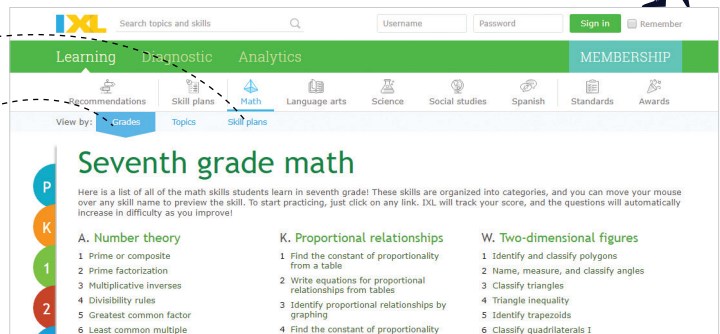 IXL Search topics and skills Username Password Sign in Remember
Learning Diagnostic Analytics MEMBERSHIP
Recommendations Skill plans Math Language arts Science Social studies Spanish Standards Awards
View by: Grades Topics Skill plans
Seventh grade math
P
K
1
2
Here is a list of all of the math skills students learn in seventh grade! These skills are organized into categories, and you can move your mouse
over any skill name to preview the skill. To start practicing, just click on any link. IXL will track your score, and the questions will automatically
increase in difficulty as you improve!
A. Number theory
1 Prime or composite
2 Prime factorization
3 Multiplicative inverses
4 Divisibility rules
5 Greatest common factor
6 Least common multiple
K. Proportional relationships
1 Find the constant of proportionality
from a table
2 Write equations for proportional
relationships from tables
3 Identify proportional relationships by
graphing
4 Find the constant of proportionality
W. Two-dimensional figures
1 Identify and classify polygons
2 Name, measure, and classify angles
3 Classify triangles
4 Triangle inequality
5 Identify trapezoids
6 Classify quadrilaterals I